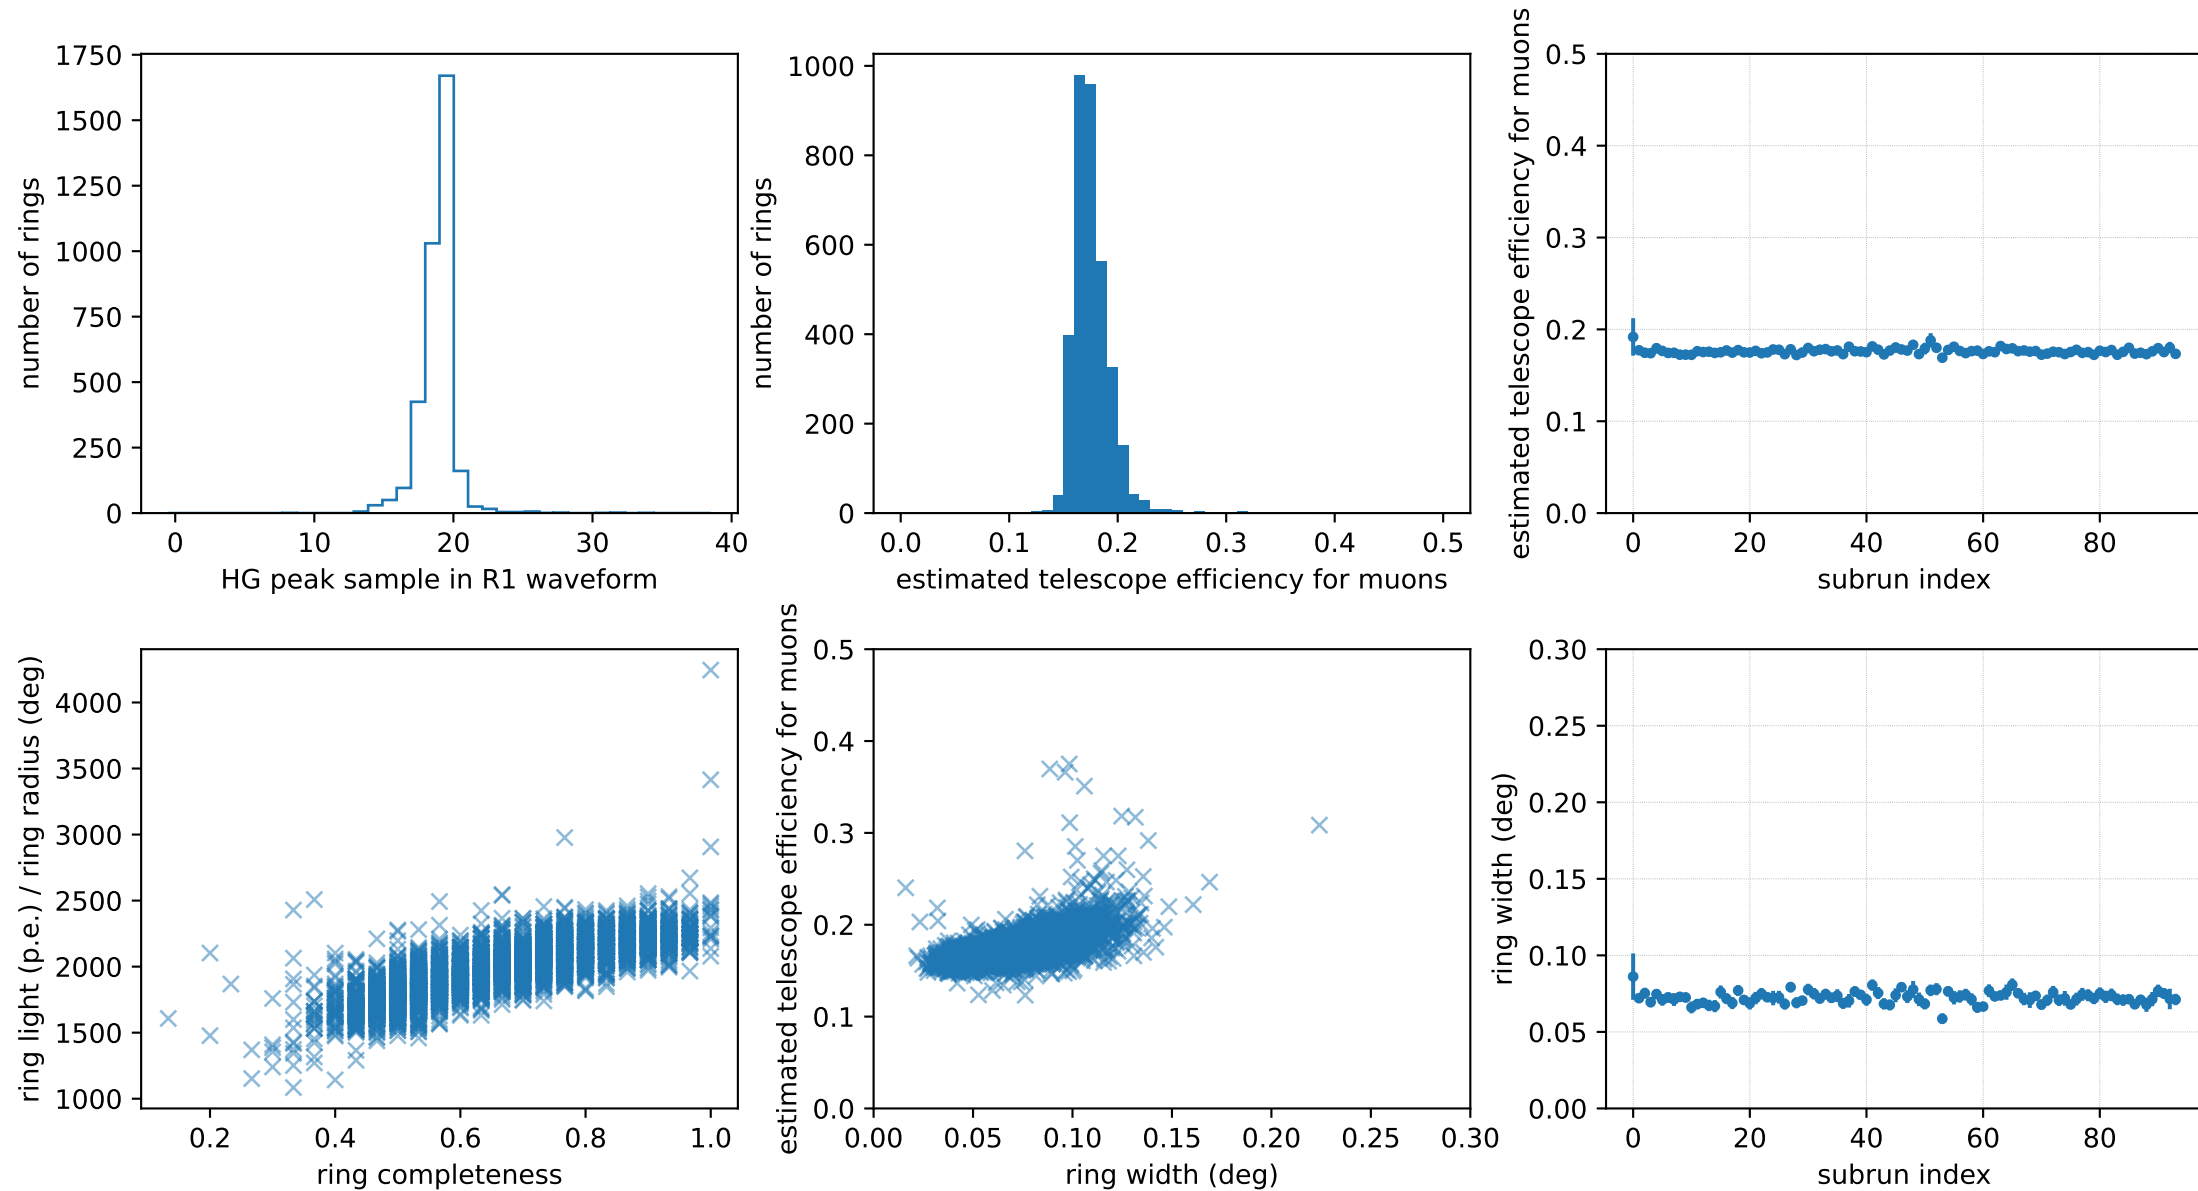 1750
1500
1250
1000
750
500
250
0
number of rings
0 10 20 30 40
HG peak sample in R1 waveform
1000
800
600
400
200
0
number of rings
0.0 0.1 0.2 0.3 0.4 0.5
estimated telescope efficiency for muons
0.5
0.4
0.3
0.2
0.1
0.0
estimated telescope efficiency for muons
0 20 40 60 80
subrun index
4000
3500
3000
2500
2000
1500
1000
ring light (p.e.) / ring radius (deg)
0.2 0.4 0.6 0.8 1.0
ring completeness
0.5
0.4
0.3
0.2
0.1
0.0
estimated telescope efficiency for muons
0.00 0.05 0.10 0.15 0.20 0.25 0.30
ring width (deg)
0.30
0.25
0.20
0.15
0.10
0.05
0.00
ring width (deg)
0 20 40 60 80
subrun index